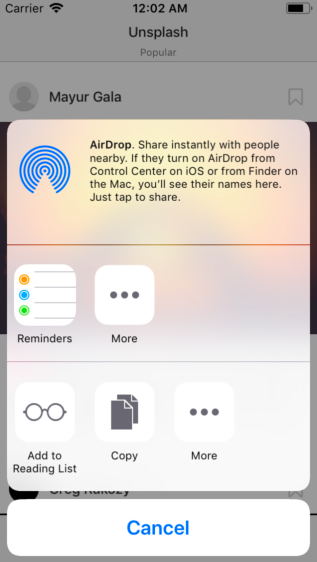 Carrier 12:02 AM
Unsplash
Popular
Mayur Gala
AirDrop. Share instantly with people
nearby. If they turn on AirDrop from
Control Center on iOS or from Finder on
the Mac, you'll see their names here.
Just tap to share.
Reminders More
Add to
Reading List Copy More
Greg Rakozy
Cancel